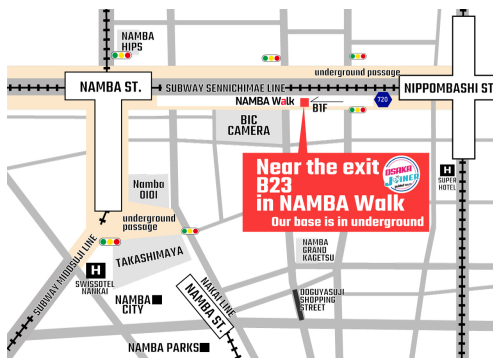 NAMBA
HIPS
underground passage
NAMBA ST.
SUBWAY SENNICHIMAE LINE
NIPPOMBASHI ST
NAMBA Walk
B1F
720
BIC
CAMERA
Near the exit
B23
in NAMBA Walk
Our base is in underground
OSAKA
JOINER
H
SUPER
HOTEL
Namba
OIOI
underground
passage
SUBWAY MIDOSUJI LINE
TAKASHIMAYA
H
SWISSOTEL
NANKAI
NAMBA
GRAND
KAGETSU
NANKAI LINE
NAMBA ST.
NAMBA
CITY
DOGUYASUJI
SHOPPING
STREET
NAMBA PARKS